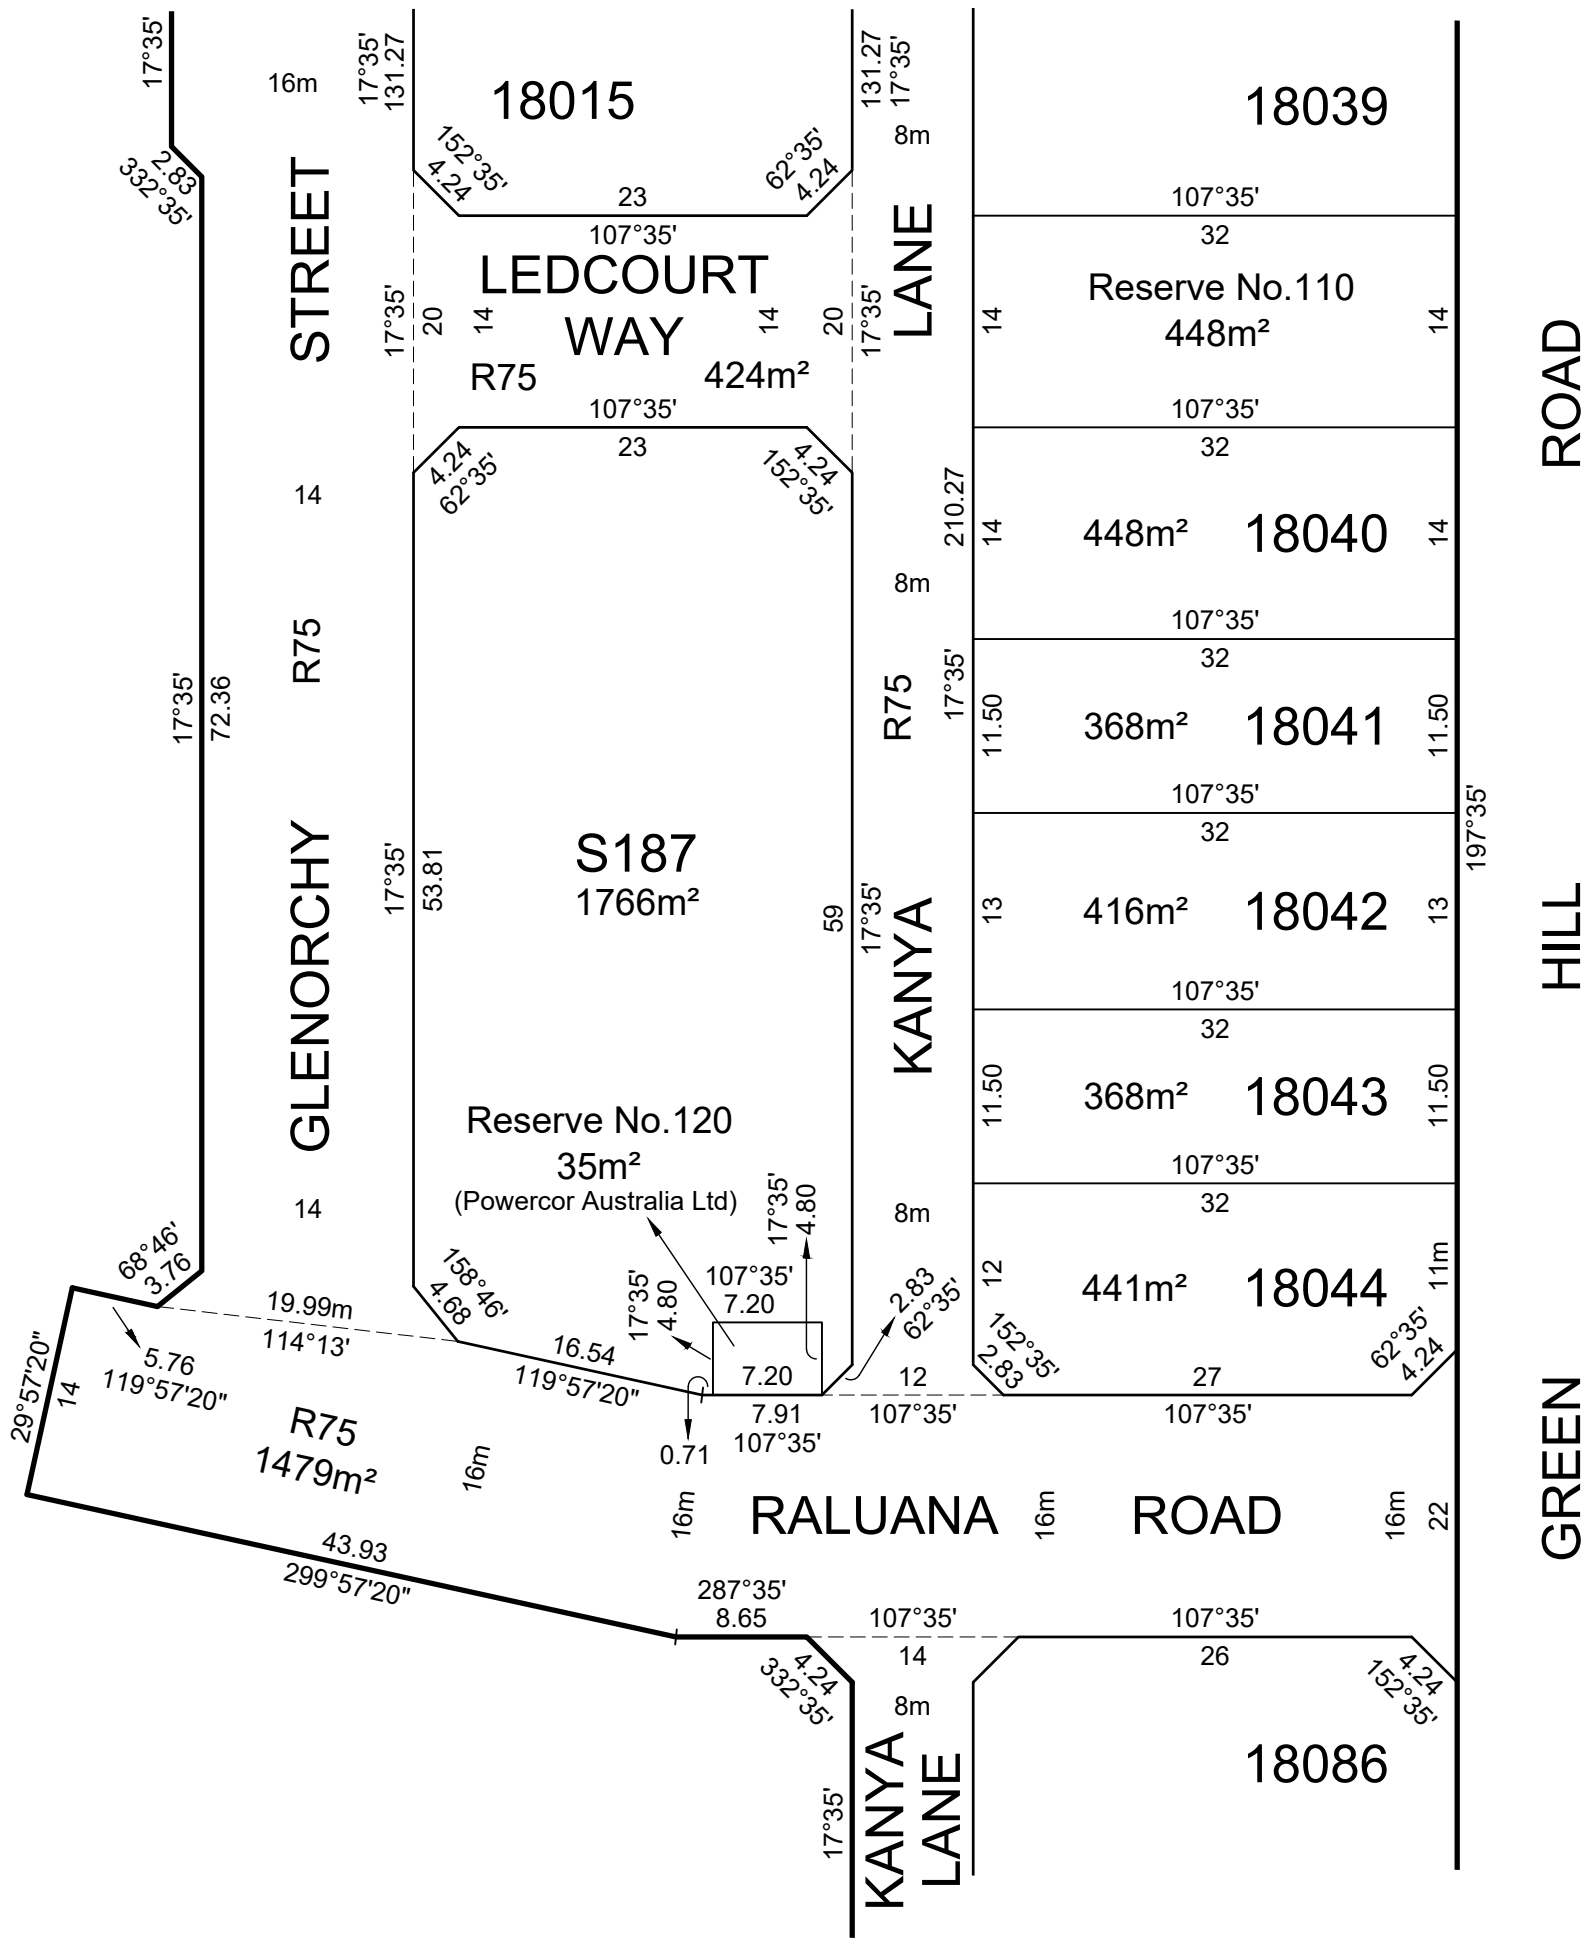 17°35'
16m
17°35'
131.27
18015
131.27
17°35'
8m
18039
2.83
332°35'
STREET
152°35'
4.24
62°35'
4.24
23
107°35'
LANE
107°35'
32
LEDCOURT
WAY
17°35'
20
14
14
20
17°35'
R75
424m²
Reserve No.110
448m²
14
14
ROAD
107°35'
23
107°35'
32
4.24
62°35'
4.24
152°35'
14
210.27
14
448m²
18040
14
8m
107°35'
32
R75
R75
17°35'
17°35'
72.36
11.50
368m²
18041
11.50
107°35'
32
197°35'
S187
1766m²
17°35'
53.81
59
17°35'
GLENORCHY
KANYA
13
416m²
18042
13
HILL
107°35'
32
11.50
368m²
18043
11.50
Reserve No.120
35m²
(Powercor Australia Ltd)
107°35'
32
14
17°35'
4.80
8m
68°46'
3.76
158°46'
4.68
17°35'
4.80
107°35'
7.20
2.83
62°35'
12
441m²
18044
11m
19.99m
114°13'
5.76
119°57'20"
16.54
119°57'20"
7.20
12
107°35'
152°35'
2.83
27
107°35'
62°35'
4.24
29°57'20"
14
7.91
107°35'
0.71
R75
1479m²
16m
16m
RALUANA
16m
ROAD
16m
22
GREEN
43.93
299°57'20"
287°35'
8.65
107°35'
14
107°35'
26
4.24
332°35'
4.24
152°35'
8m
17°35'
KANYA
LANE
18086